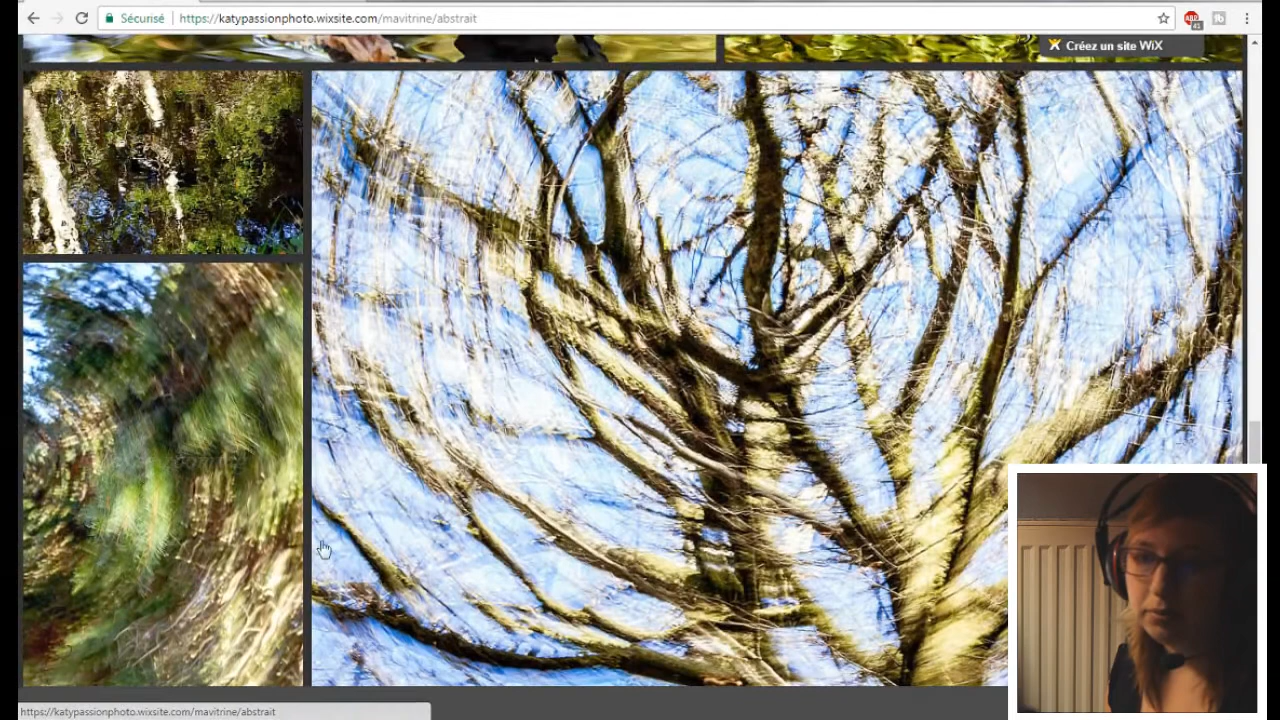 Sécurisé https://katypassionphoto.wixsite.com/mavitrine/abstrait
Créez un site WiX
https://katypassionphoto.wixsite.com/mavitrine/abstrait